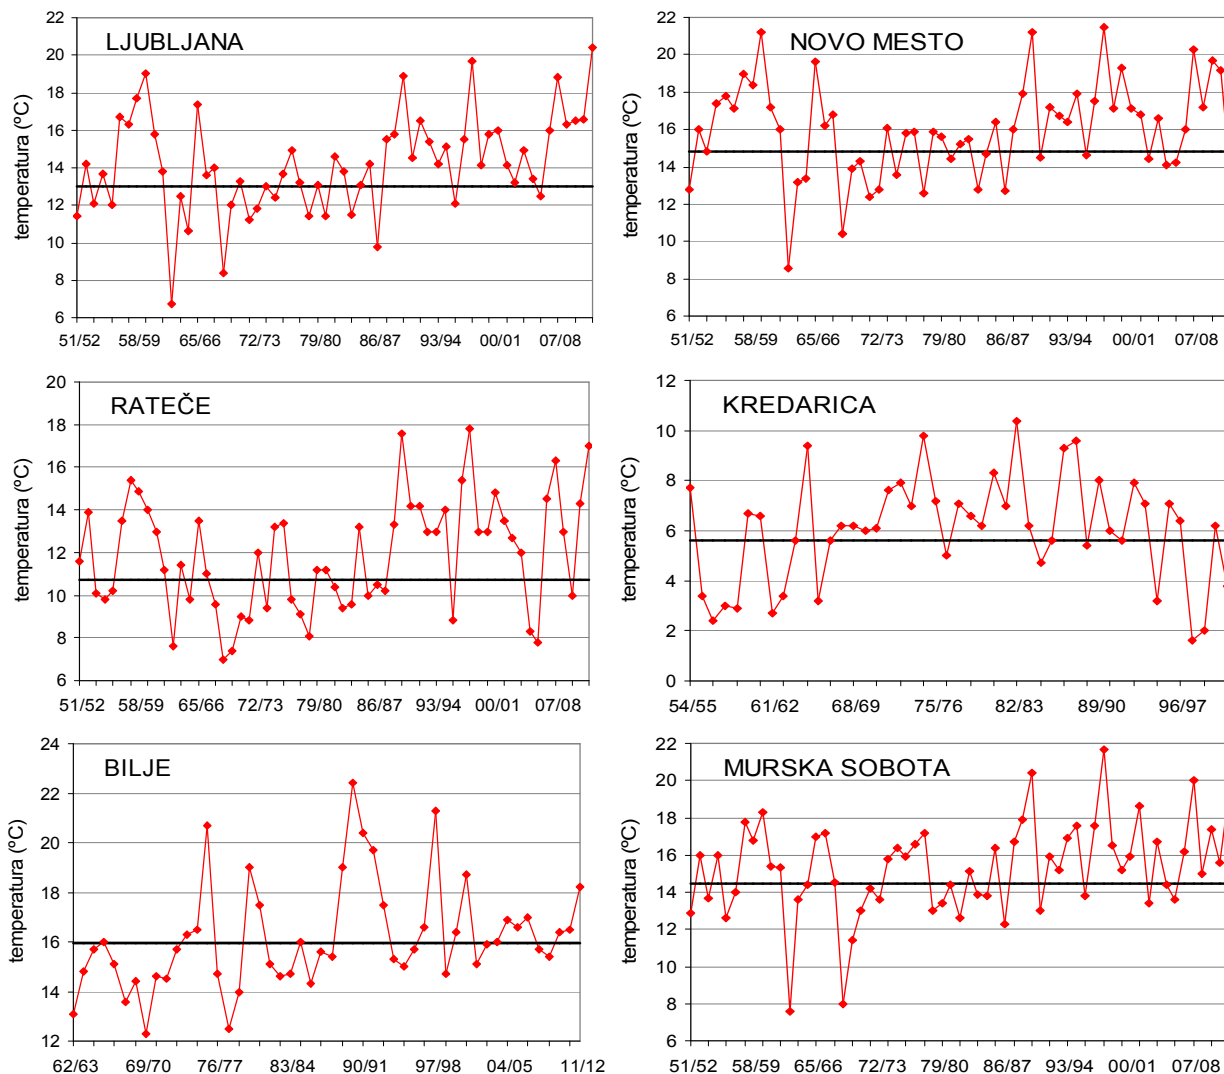 LJUBLJANA
temperatura (ºC)
22
20
18
16
14
12
10
8
6
51/52 58/59 65/66 72/73 79/80 86/87 93/94 00/01 07/08
NOVO MESTO
temperatura (ºC)
22
20
18
16
14
12
10
8
6
51/52 58/59 65/66 72/73 79/80 86/87 93/94 00/01 07/08
RATEČE
temperatura (ºC)
20
18
16
14
12
10
8
6
51/52 58/59 65/66 72/73 79/80 86/87 93/94 00/01 07/08
KREDARICA
temperatura (ºC)
12
10
8
6
4
2
0
54/55 61/62 68/69 75/76 82/83 89/90 96/97
BILJE
temperatura (ºC)
24
22
20
18
16
14
12
62/63 69/70 76/77 83/84 90/91 97/98 04/05 11/12
MURSKA SOBOTA
temperatura (ºC)
22
20
18
16
14
12
10
8
6
51/52 58/59 65/66 72/73 79/80 86/87 93/94 00/01 07/08